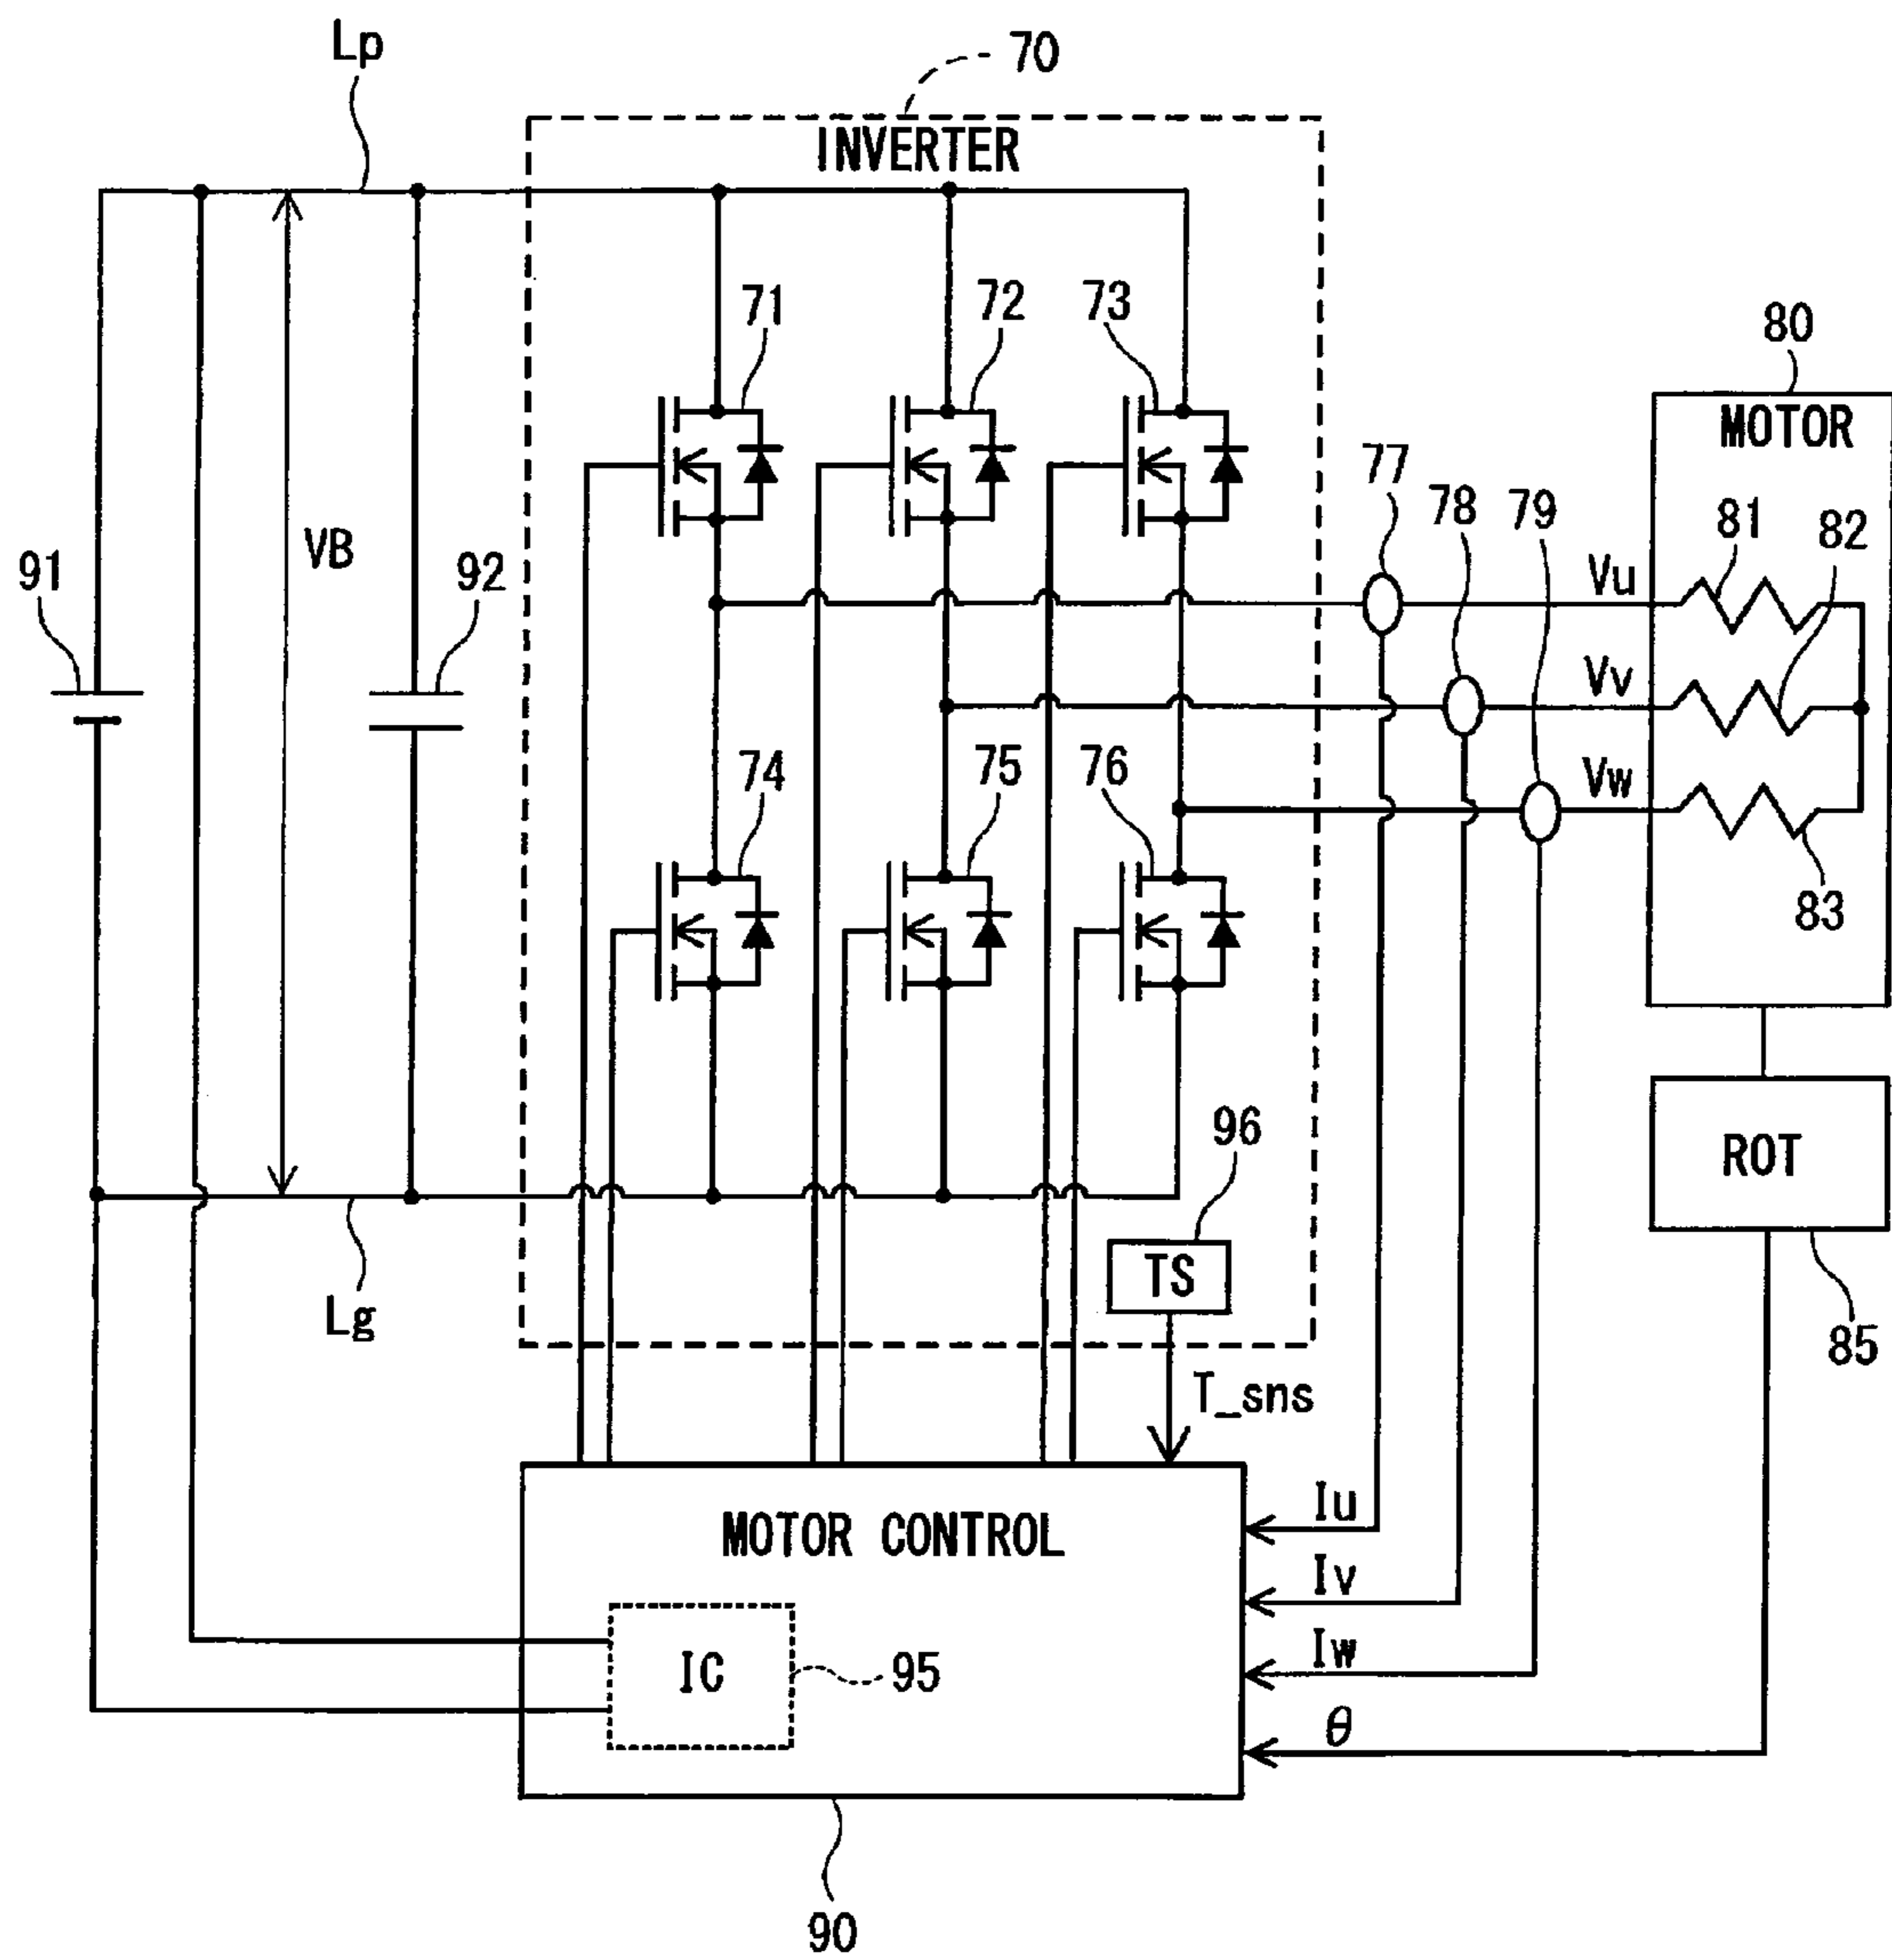 Lp
70
INVERTER
71
72
73
80
MOTOR
77
78
79
81
82
VB
91
92
Vu
Vv
Vw
74
75
76
83
96
TS
ROT
Lg
85
T_sns
MOTOR CONTROL
Iu
Iv
Iw
θ
IC
95
90